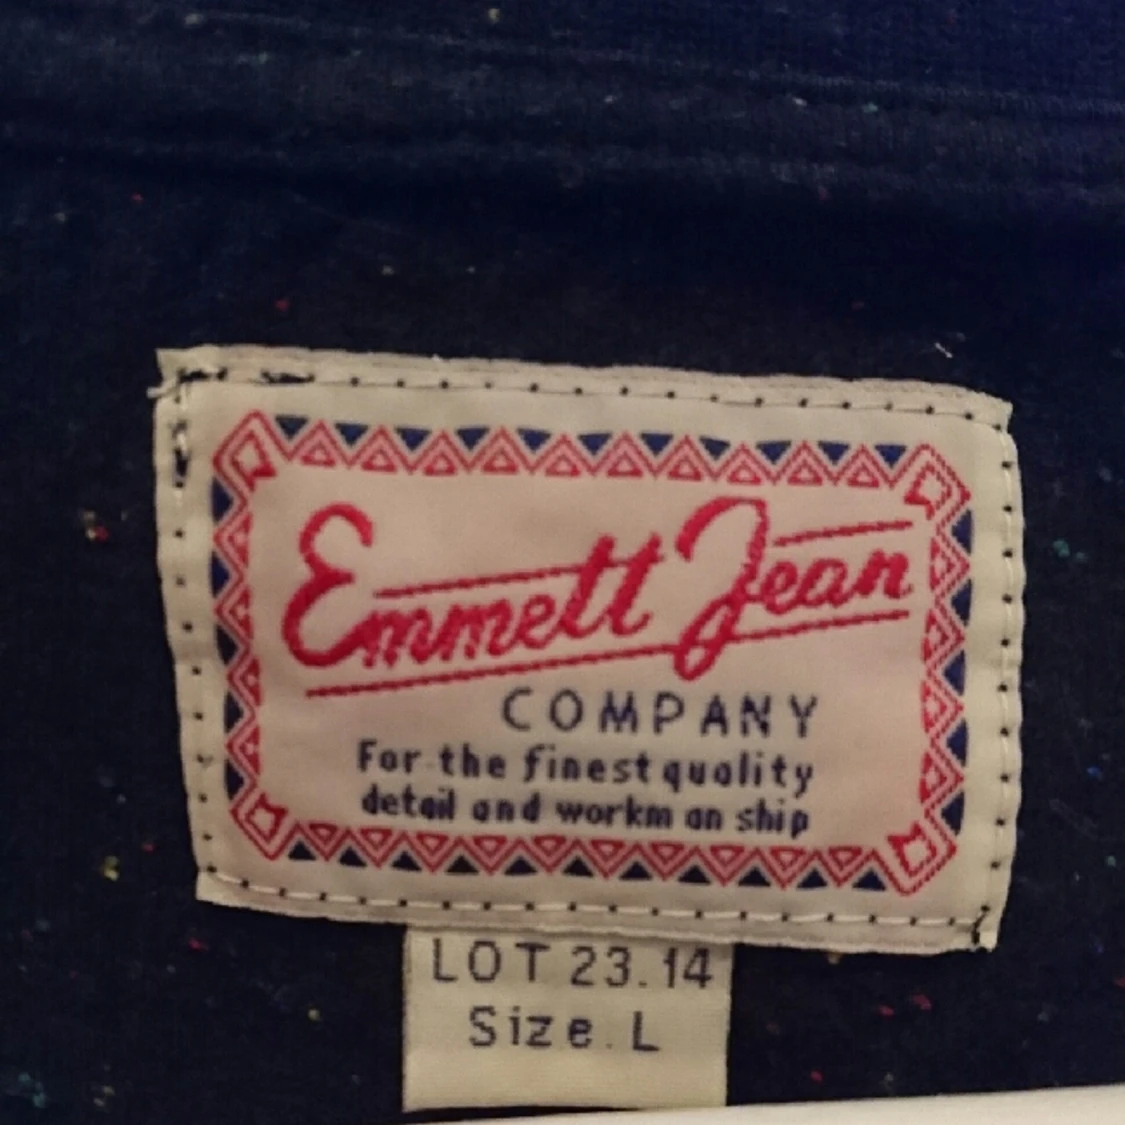 Emmett Jean
COMPANY
For the finest quality
detail and workm an ship
LOT 23.14
Size. L